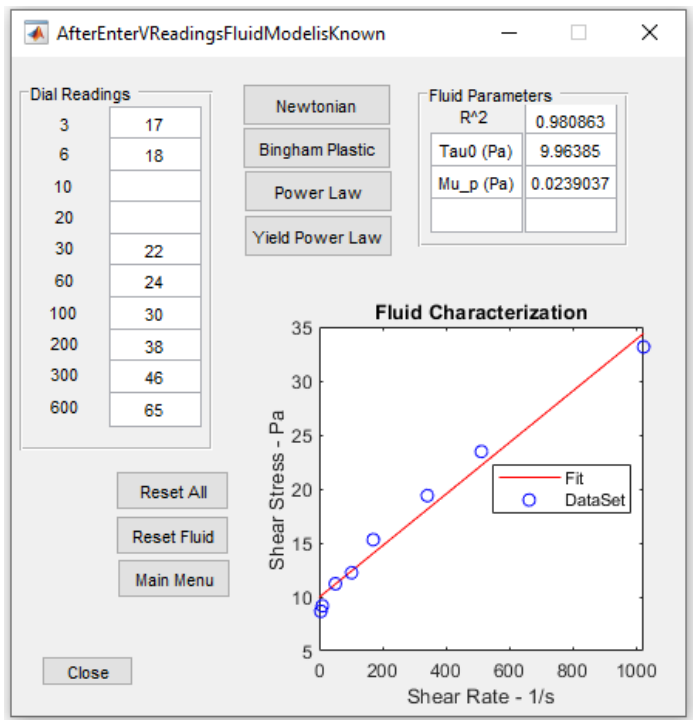 AfterEnterVReadingsFluidModelisKnown
Dial Readings
3 17
6 18
10
20
30 22
60 24
100 30
200 38
300 46
600 65
Newtonian
Bingham Plastic
Power Law
Yield Power Law
Fluid Parameters
R^2 0.980863
Tau0 (Pa) 9.96385
Mu_p (Pa) 0.0239037
Reset All
Reset Fluid
Main Menu
Close
Fluid Characterization
Shear Stress - Pa
35
30
25
20
15
10
5
Fit
DataSet
0 200 400 600 800 1000
Shear Rate - 1/s